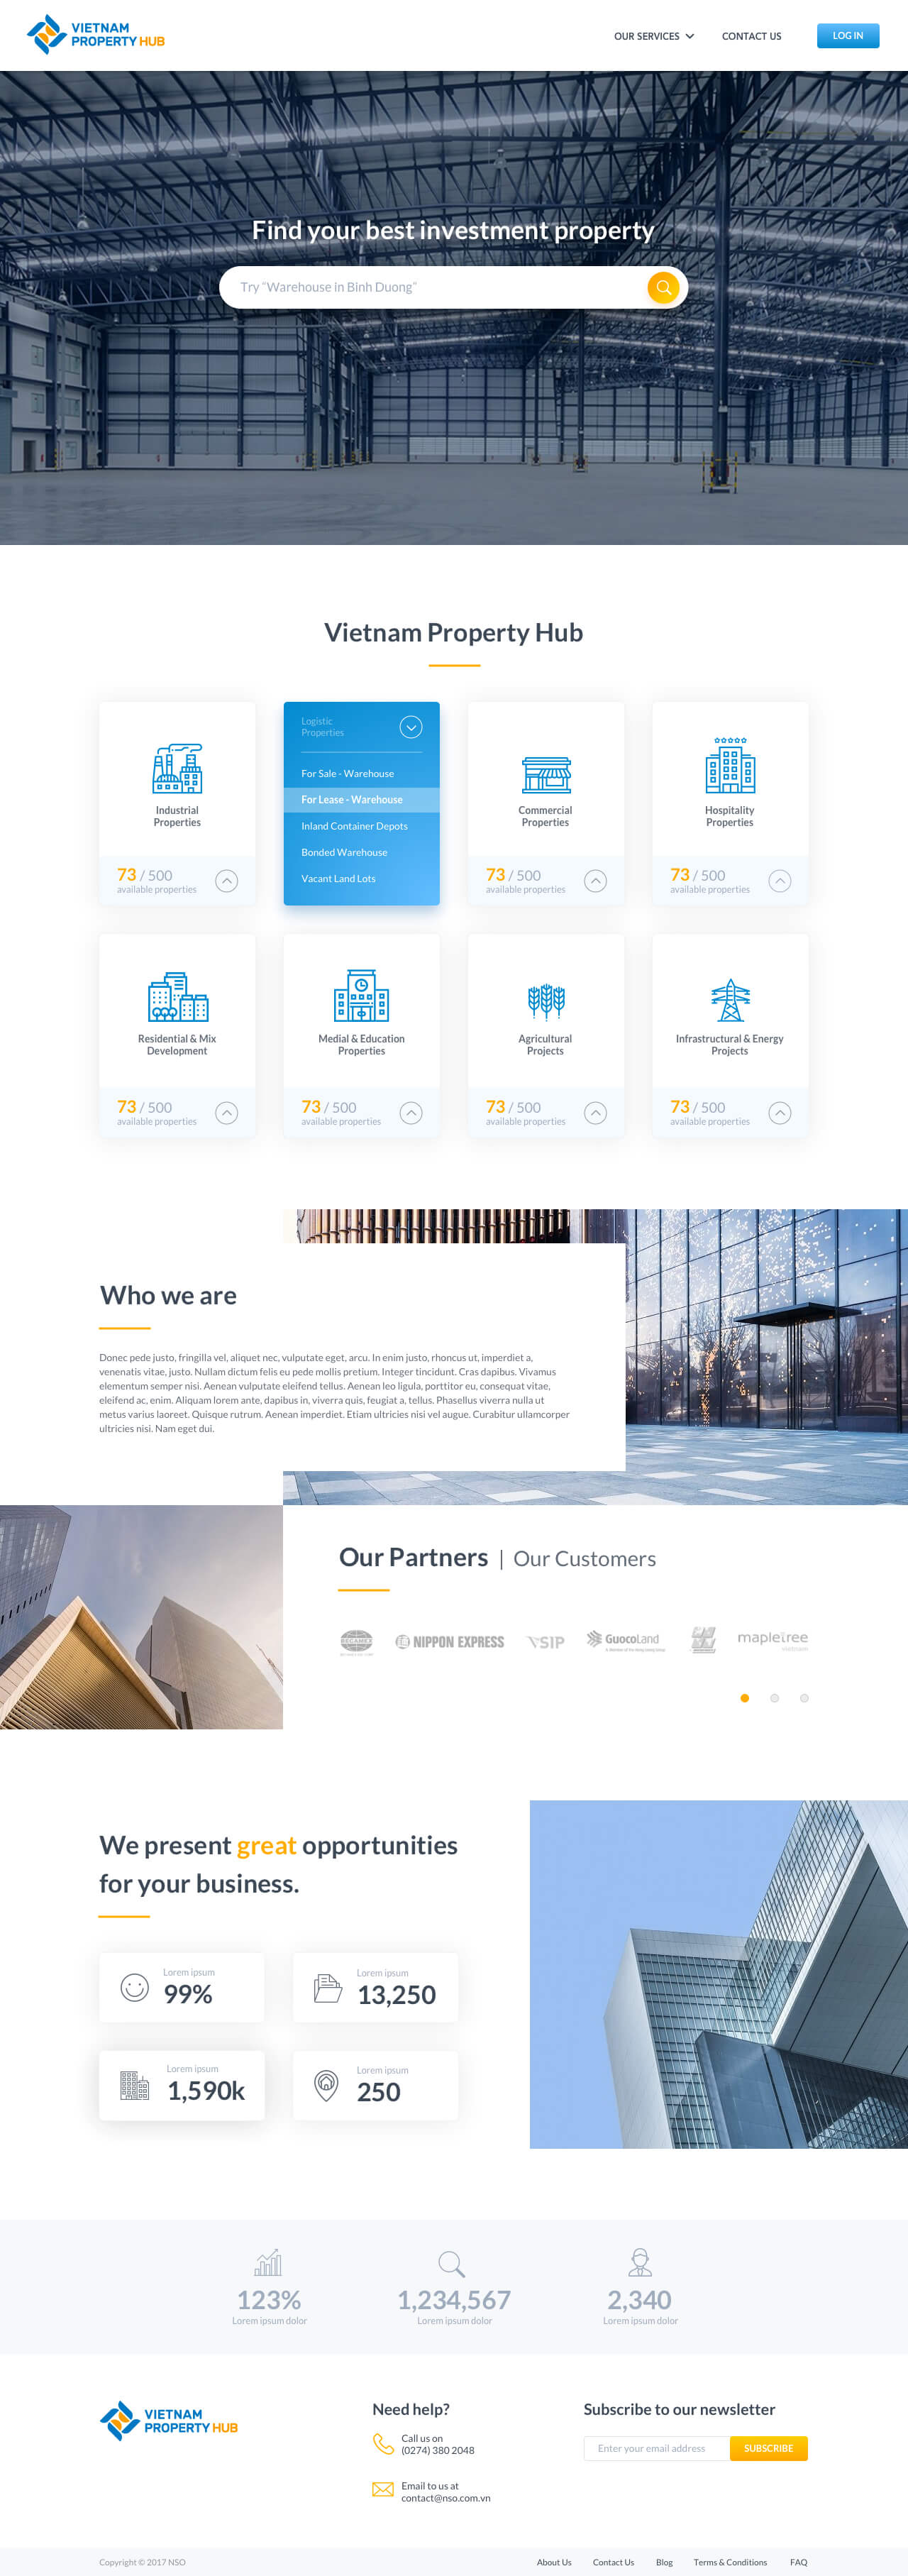 VIETNAM
PROPERTY HUB
OUR SERVICES
CONTACT US
LOG IN
Find your best investment property
Try "Warehouse in Binh Duong"
Vietnam Property Hub
Industrial
Properties
73 / 500
available properties
Logistic
Properties
For Sale - Warehouse
For Lease - Warehouse
Inland Container Depots
Bonded Warehouse
Vacant Land Lots
Commercial
Properties
73 / 500
available properties
Hospitality
Properties
73 / 500
available properties
Residential & Mix
Development
73 / 500
available properties
Medial & Education
Properties
73 / 500
available properties
Agricultural
Projects
73 / 500
available properties
Infrastructural & Energy
Projects
73 / 500
available properties
Who we are
Donec pede justo, fringilla vel, aliquet nec, vulputate eget, arcu. In enim justo, rhoncus ut, imperdiet a,
venenatis vitae, justo. Nullam dictum felis eu pede mollis pretium. Integer tincidunt. Cras dapibus. Vivamus
elementum semper nisi. Aenean vulputate eleifend tellus. Aenean leo ligula, porttitor eu, consequat vitae,
eleifend ac, enim. Aliquam lorem ante, dapibus in, viverra quis, feugiat a, tellus. Phasellus viverra nulla ut
metus varius laoreet. Quisque rutrum. Aenean imperdiet. Etiam ultricies nisi vel augue. Curabitur ullamcorper
ultricies nisi. Nam eget dui.
Our Partners | Our Customers
BECAMEX
NIPPON EXPRESS
VSIP
GuocoLand
mapletree
We present great opportunities
for your business.
Lorem ipsum
99%
Lorem ipsum
13,250
Lorem ipsum
1,590k
Lorem ipsum
250
123%
Lorem ipsum dolor
1,234,567
Lorem ipsum dolor
2,340
Lorem ipsum dolor
VIETNAM
PROPERTY HUB
Need help?
Call us on
(0274) 380 2048
Email to us at
contact@nso.com.vn
Subscribe to our newsletter
Enter your email address
SUBSCRIBE
Copyright © 2017 NSO
About Us
Contact Us
Blog
Terms & Conditions
FAQ